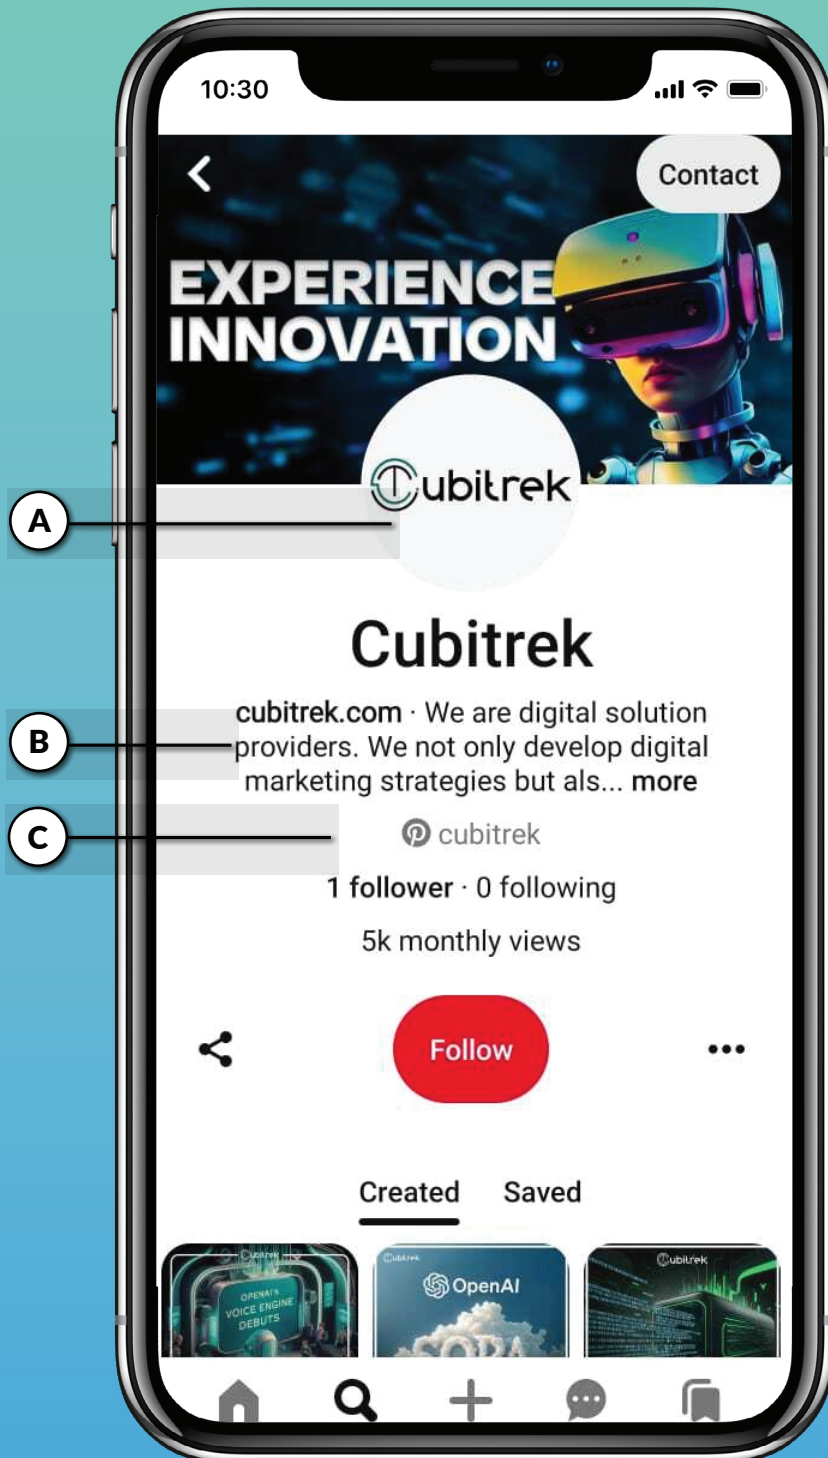 10:30
Contact
EXPERIENCE
INNOVATION
Cubitrek
A
Cubitrek
cubitrek.com · We are digital solution
B
providers. We not only develop digital
marketing strategies but als... more
C
cubitrek
1 follower · 0 following
5k monthly views
Follow
Created Saved
Cubitrek
OPENAI's
VOICE ENGINE
DEBUTS
Cubitrek
OpenAI
SORA
Cubitrek